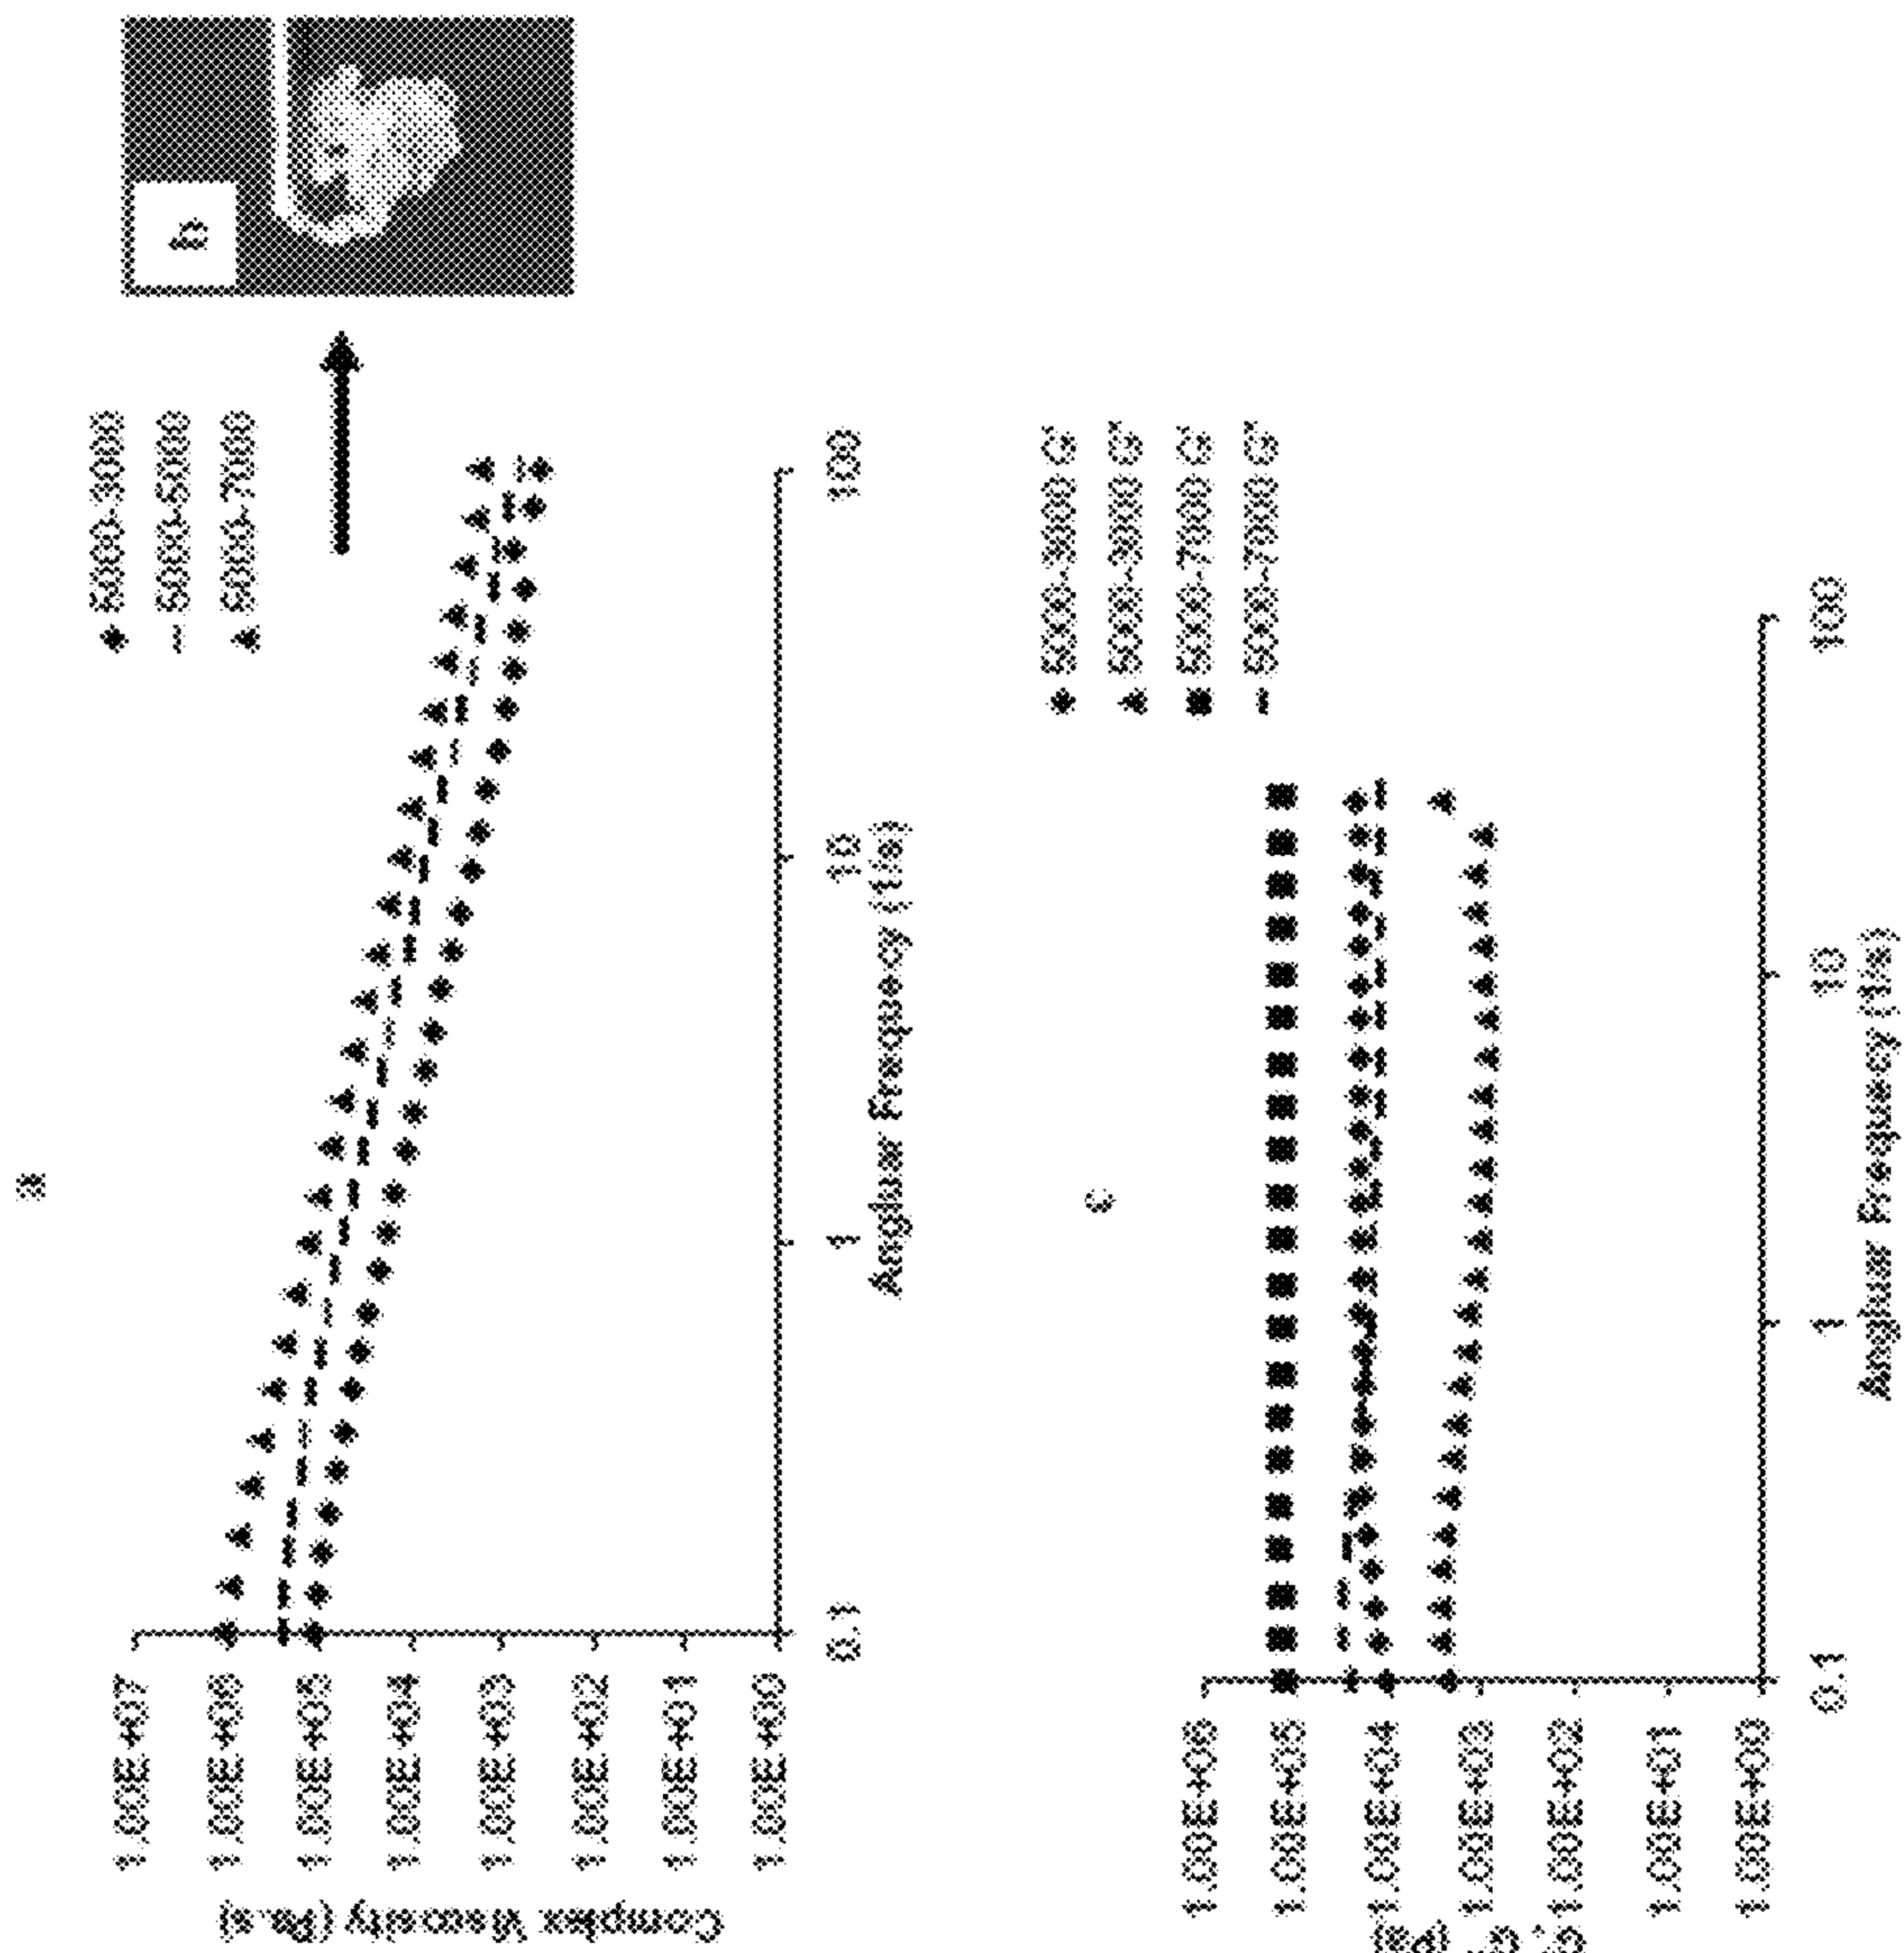 a
1.00E+07
1.00E+06
1.00E+05
1.00E+04
1.00E+03
1.00E+02
1.00E+01
1.00E+00
Complex Viscosity (Pa.s)
0.1
1
10
100
Angluar Frequency (1/s)
5000-3000
5000-5000
5000-7000
b
c
1.00E+06
1.00E+05
1.00E+04
1.00E+03
1.00E+02
1.00E+01
1.00E+00
0.1
1
10
100
Angluar Frequency (1/s)
5000-3000 G'
5000-3000 G"
5000-7000 G'
5000-7000 G"